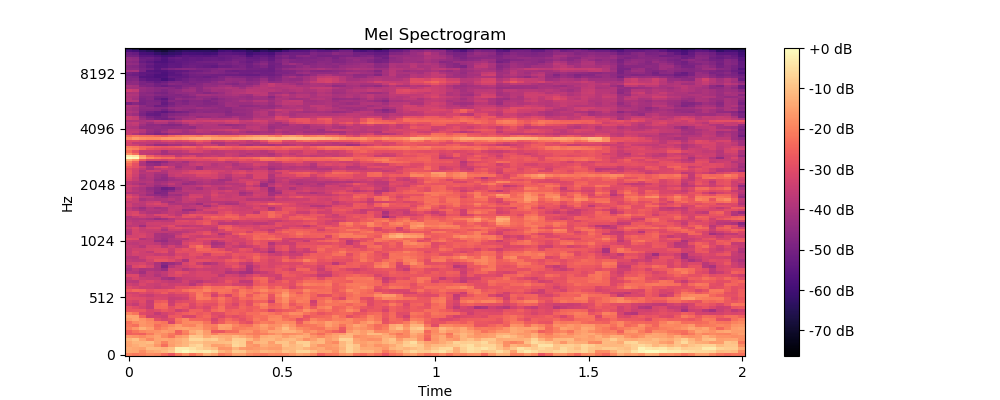 Mel Spectrogram
Hz
8192
4096
2048
1024
512
0
0
0.5
1
1.5
2
Time
+0 dB
-10 dB
-20 dB
-30 dB
-40 dB
-50 dB
-60 dB
-70 dB